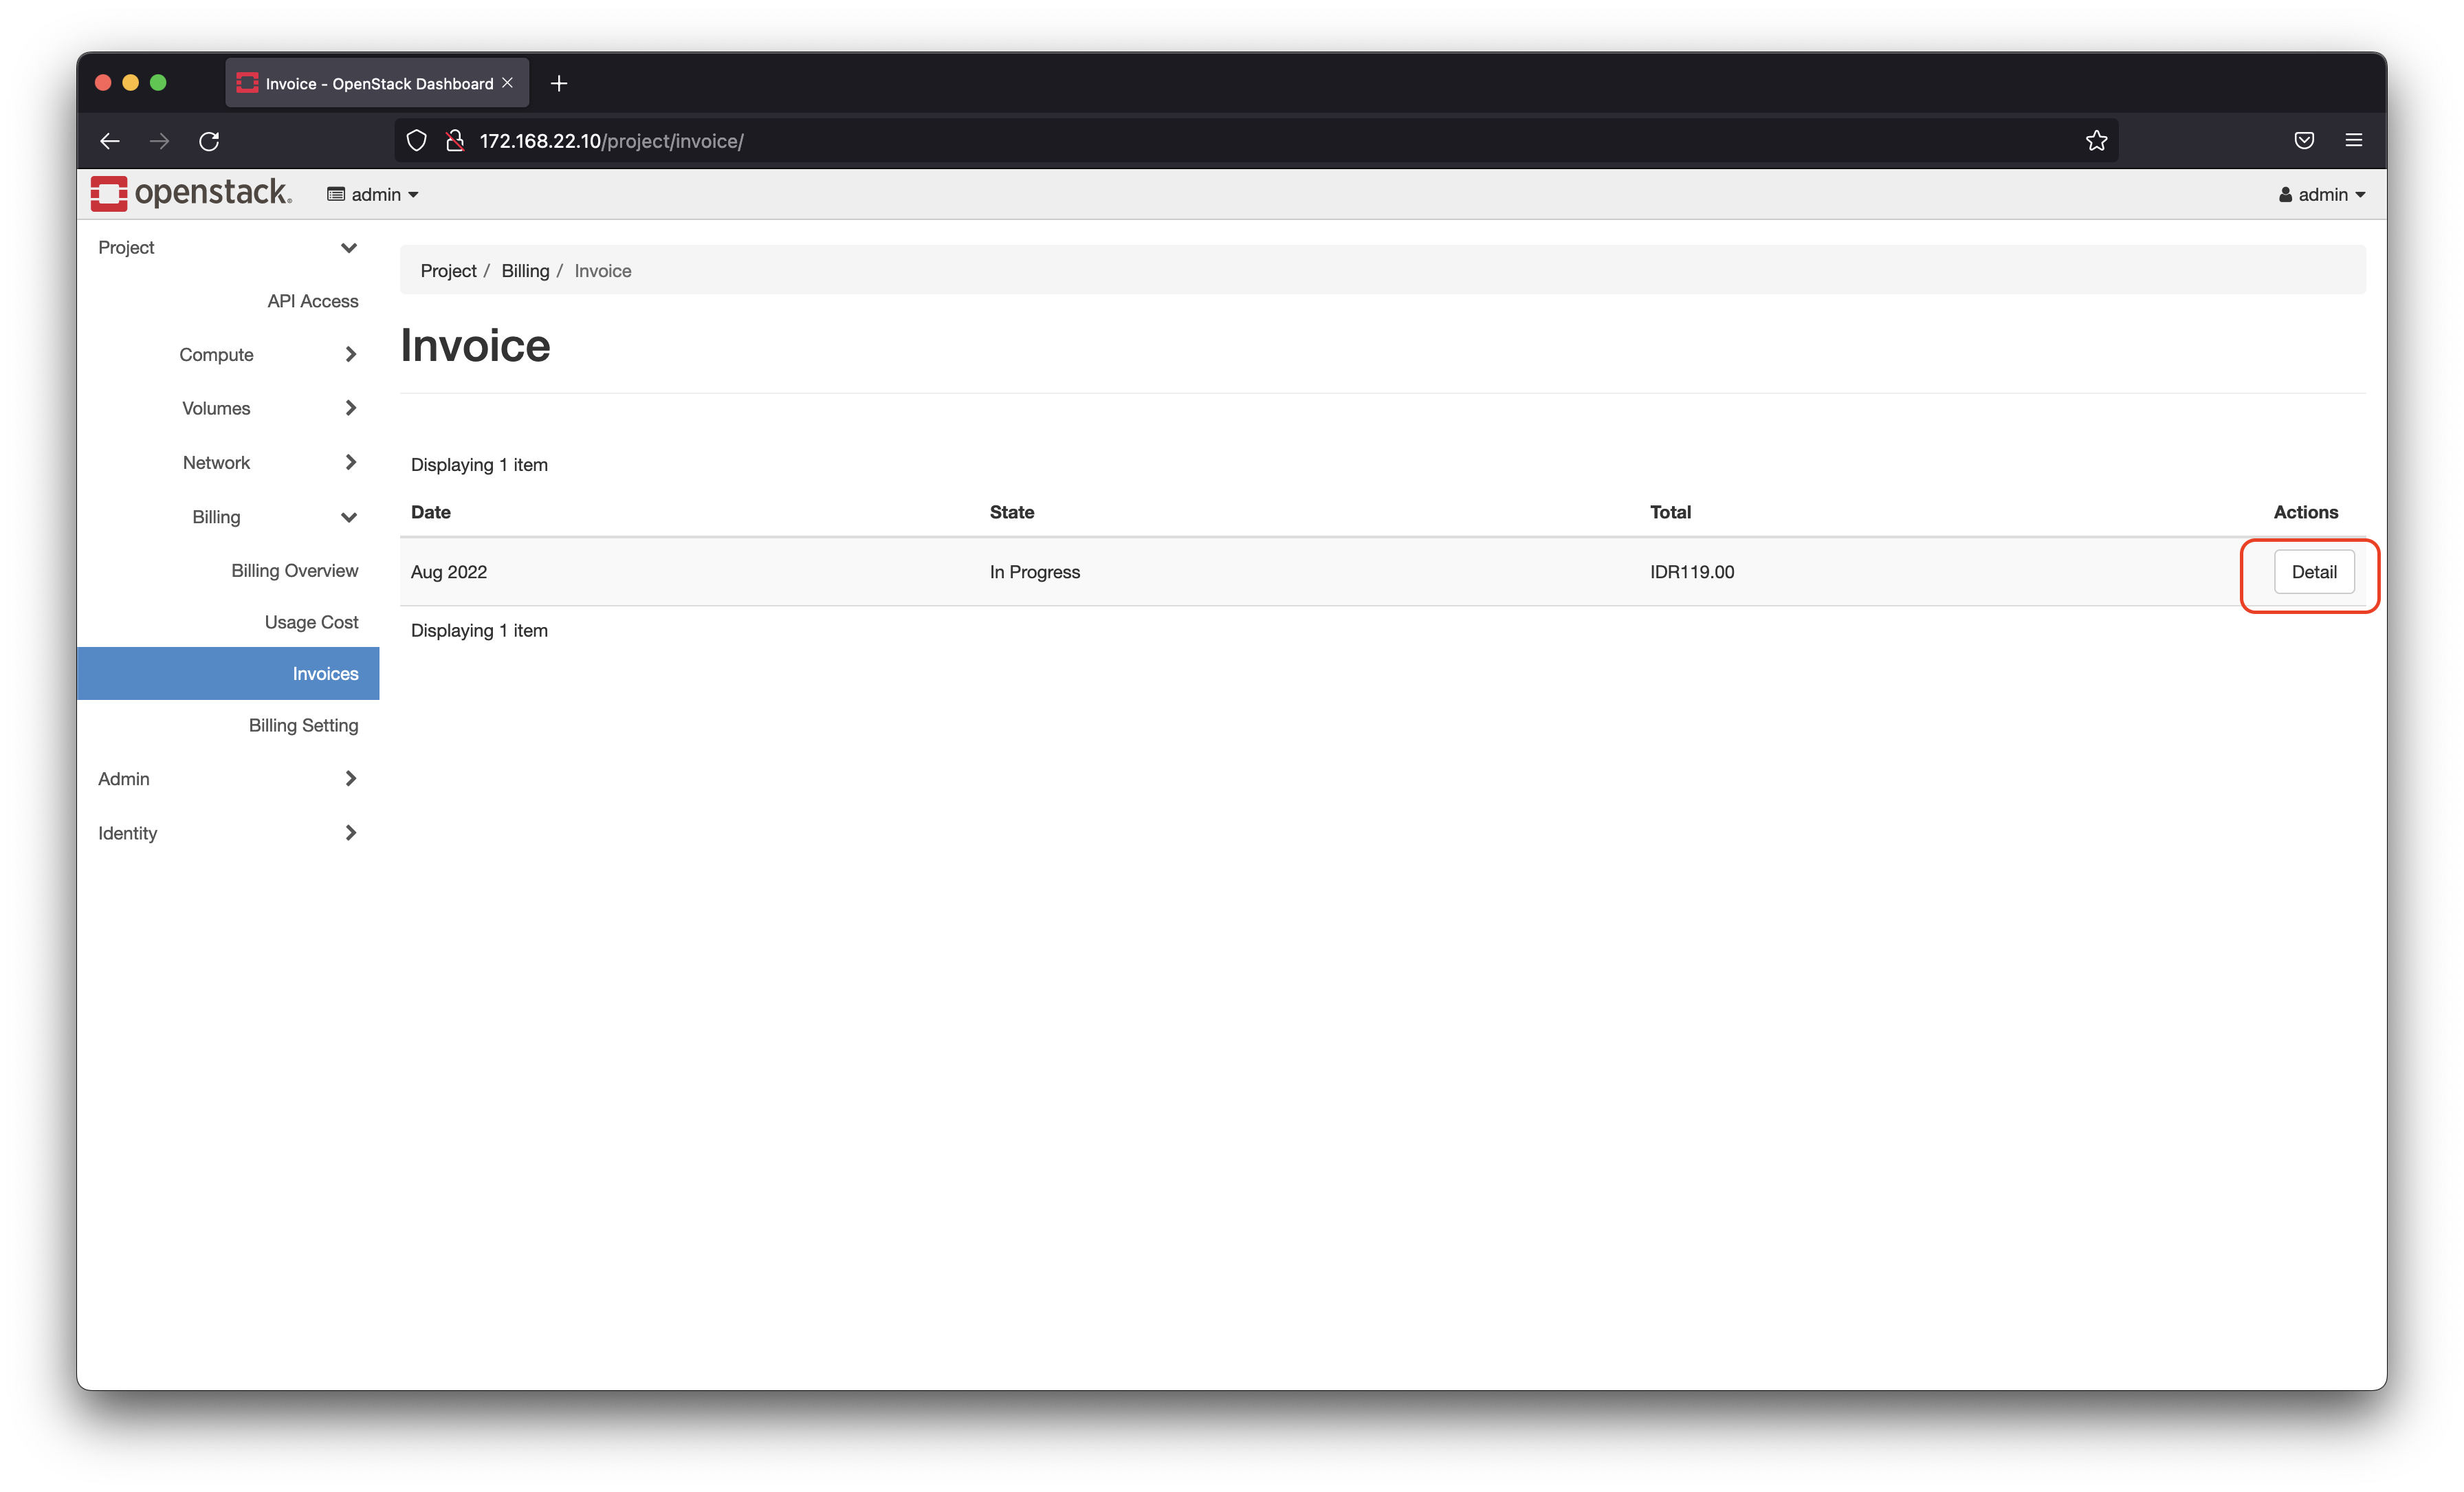 Invoice - OpenStack Dashboard
172.168.22.10/project/invoice/
openstack. admin admin
Project
API Access
Compute
Volumes
Network
Billing
Billing Overview
Usage Cost
Invoices
Billing Setting
Admin
Identity
Project / Billing / Invoice
Invoice
Displaying 1 item
Date State Total Actions
Aug 2022 In Progress IDR119.00 Detail
Displaying 1 item